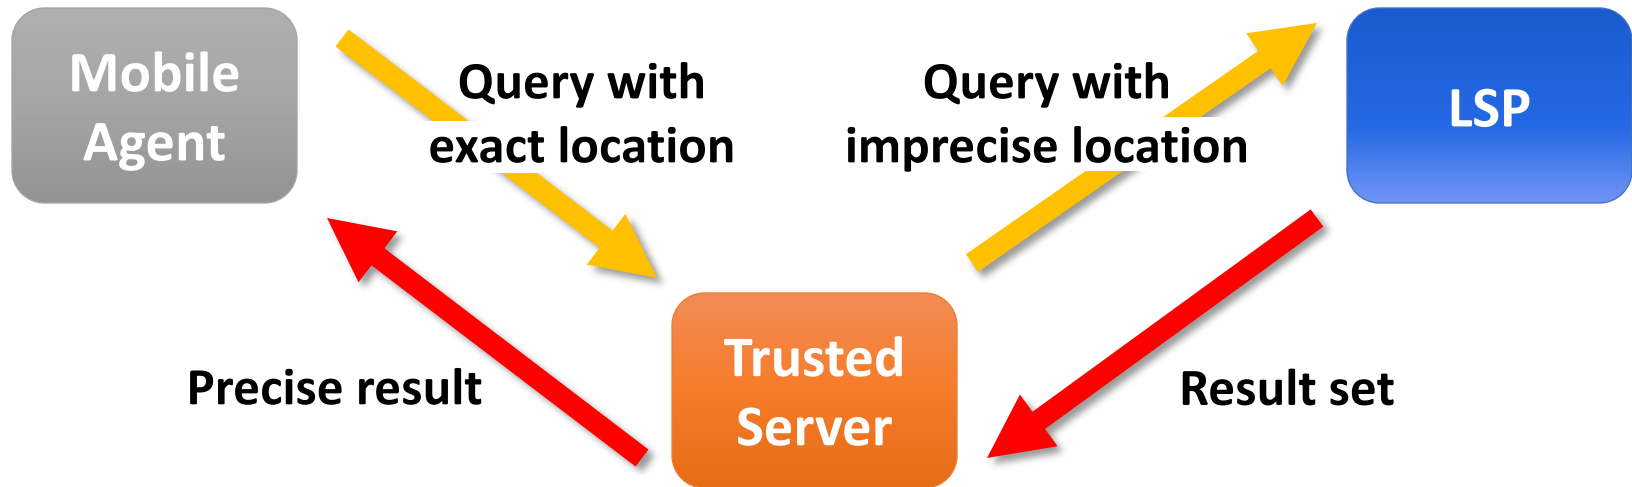 Mobile
Agent
Query with
exact location
Query with
imprecise location
LSP
Precise result
Trusted
Server
Result set